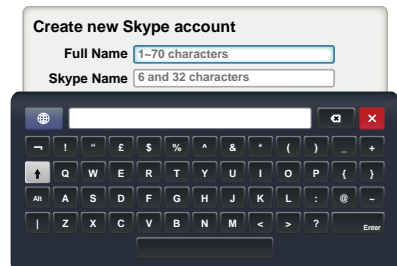 Create new Skype account
Full Name 1~70 characters
Skype Name 6 and 32 characters
¬ ! “ £ $ % ^ & * ( ) _ +
Q W E R T Y U I O P { }
Alt A S D F G H J K L : @ ~
| Z X C V B N M < > ? Enter